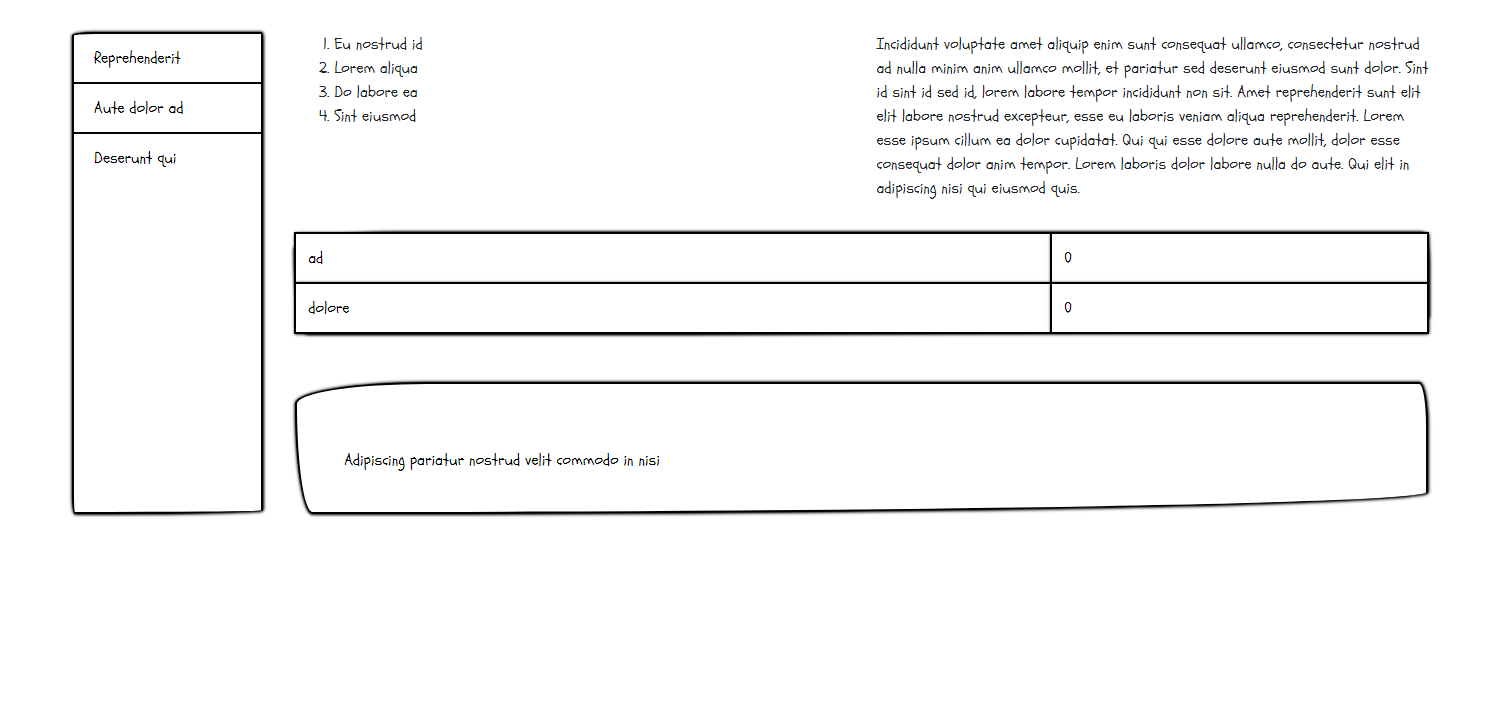 Reprehenderit
Aute dolor ad
Deserunt qui
1. Eu nostrud id
2. Lorem aliqua
3. Do labore ea
4. Sint eiusmod
Incididunt voluptate amet aliquip enim sunt consequat ullamco, consectetur nostrud
ad nulla minim anim ullamco mollit, et pariatur sed deserunt eiusmod sunt dolor. Sint
id sint id sed id, lorem labore tempor incididunt non sit. Amet reprehenderit sunt elit
elit labore nostrud excepteur, esse eu laboris veniam aliqua reprehenderit. Lorem
esse ipsum cillum ea dolor cupidatat. Qui qui esse dolore aute mollit, dolor esse
consequat dolor anim tempor. Lorem laboris dolor labore nulla do aute. Qui elit in
adipiscing nisi qui eiusmod quis.
ad 0
dolore 0
Adipiscing pariatur nostrud velit commodo in nisi